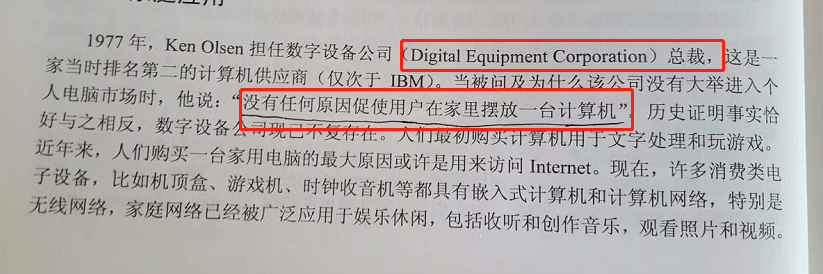 家庭应用
1977 年，Ken Olsen 担任数字设备公司（Digital Equipment Corporation）总裁，这是一
家当时排名第二的计算机供应商（仅次于 IBM）。当被问及为什么该公司没有大举进入个
人电脑市场时，他说：“没有任何原因促使用户在家里摆放一台计算机”。历史证明事实恰
好与之相反，数字设备公司现已不复存在。人们最初购买计算机用于文字处理和玩游戏。
近年来，人们购买一台家用电脑的最大原因或许是用来访问 Internet。现在，许多消费类电
子设备，比如机顶盒、游戏机、时钟收音机等都具有嵌入式计算机和计算机网络，特别是
无线网络，家庭网络已经被广泛应用于娱乐休闲，包括收听和创作音乐，观看照片和视频。